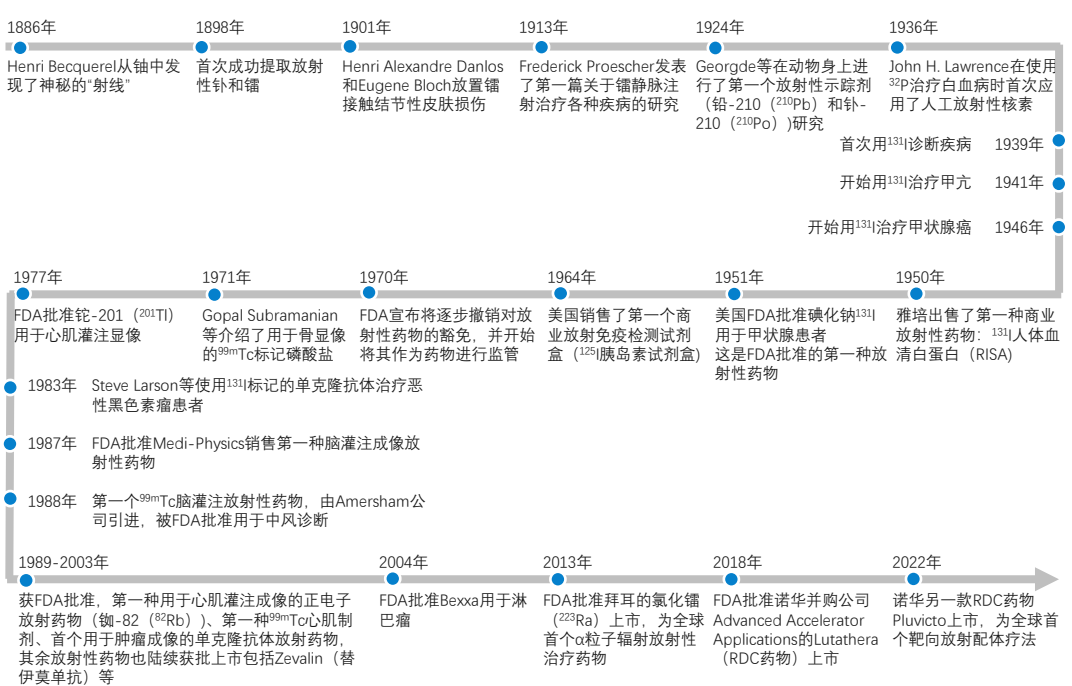 1886年
Henri Becquerel从铀中发
现了神秘的“射线”
1898年
首次成功提取放射
性钋和镭
1901年
Henri Alexandre Danlos
和Eugene Bloch放置镭
接触结节性皮肤损伤
1913年
Frederick Proescher发表
了第一篇关于镭静脉注
射治疗各种疾病的研究
1924年
Georgde等在动物身上进
行了第一个放射性示踪剂
（铅-210（²¹⁰Pb）和钋-
210（²¹⁰Po）)研究
1936年
John H. Lawrence在使用
³²P治疗白血病时首次应
用了人工放射性核素
首次用¹³¹I诊断疾病 1939年
开始用¹³¹I治疗甲亢 1941年
开始用¹³¹I治疗甲状腺癌 1946年
1950年
雅培出售了第一种商业
放射性药物：¹³¹I人体血
清白蛋白（RISA）
1951年
美国FDA批准碘化钠¹³¹I
用于甲状腺患者
这是FDA批准的第一种放
射性药物
1964年
美国销售了第一个商
业放射免疫检测试剂
盒（¹²⁵I胰岛素试剂盒)
1970年
FDA宣布将逐步撤销对放
射性药物的豁免，并开始
将其作为药物进行监管
1971年
Gopal Subramanian
等介绍了用于骨显像
的⁹⁹ᵐTc标记磷酸盐
1977年
FDA批准铊-201（²⁰¹Tl）
用于心肌灌注显像
1983年 Steve Larson等使用¹³¹I标记的单克隆抗体治疗恶
性黑色素瘤患者
1987年 FDA批准Medi-Physics销售第一种脑灌注成像放
射性药物
1988年 第一个⁹⁹ᵐTc脑灌注放射性药物，由Amersham公
司引进，被FDA批准用于中风诊断
1989-2003年
获FDA批准，第一种用于心肌灌注成像的正电子
放射药物（铷-82（⁸²Rb）)、第一种⁹⁹ᵐTc心肌制
剂、首个用于肿瘤成像的单克隆抗体放射药物，
其余放射性药物也陆续获批上市包括Zevalin（替
伊莫单抗）等
2004年
FDA批准Bexxa用于淋
巴瘤
2013年
FDA批准拜耳的氯化镭
（²²³Ra）上市，为全球
首个α粒子辐射放射性
治疗药物
2018年
FDA批准诺华并购公司
Advanced Accelerator
Applications的Lutathera
（RDC药物）上市
2022年
诺华另一款RDC药物
Pluvicto上市，为全球首
个靶向放射配体疗法